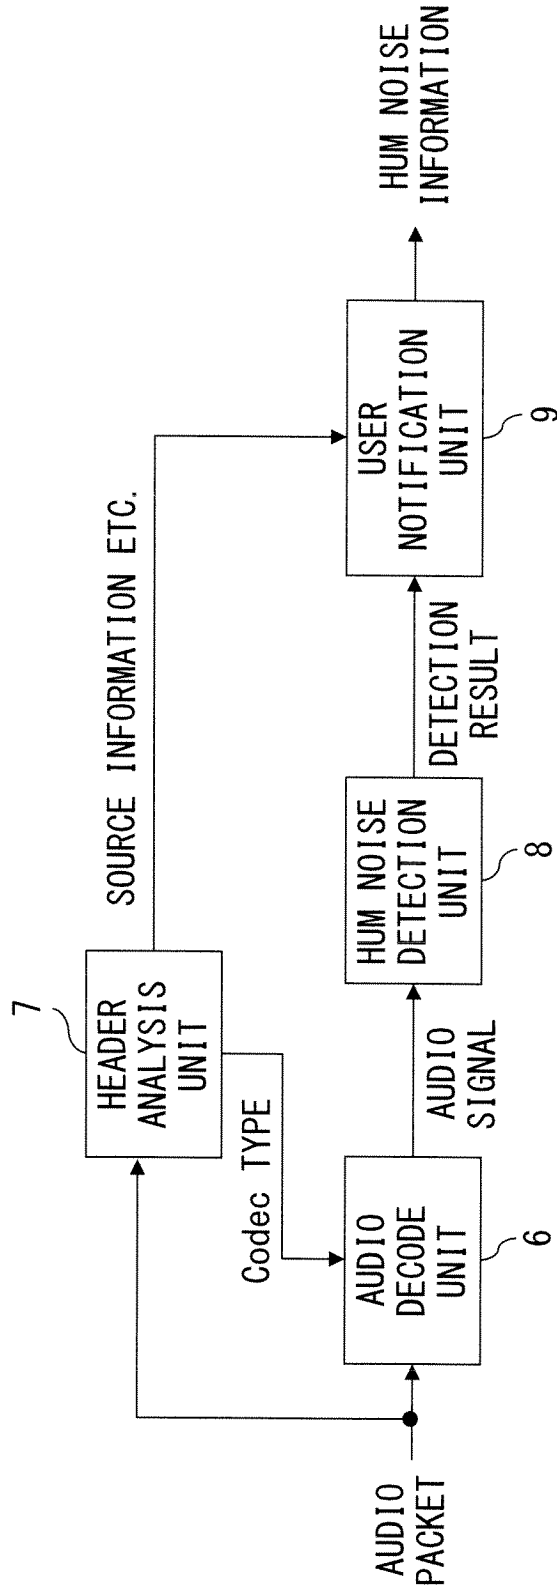 7
HEADER
ANALYSIS
UNIT
SOURCE INFORMATION ETC.
Codec TYPE
AUDIO
PACKET
AUDIO
DECODE
UNIT
6
AUDIO
SIGNAL
HUM NOISE
DETECTION
UNIT
8
DETECTION
RESULT
USER
NOTIFICATION
UNIT
9
HUM NOISE
INFORMATION